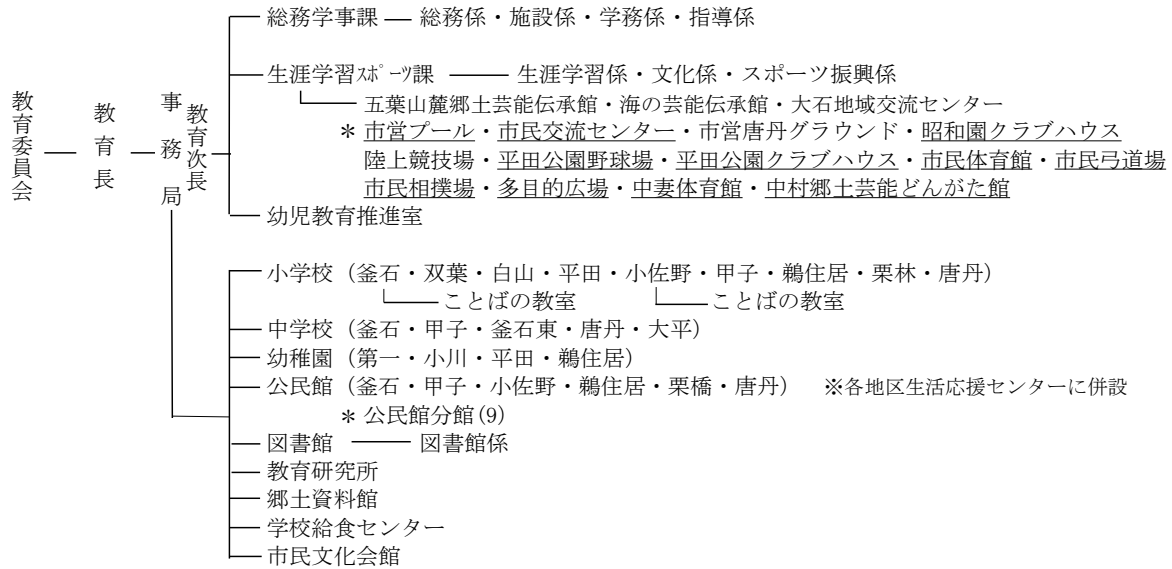 教育委員会
教育長
事務局
教育次長
総務学事課 総務係・施設係・学務係・指導係
生涯学習スポーツ課 生涯学習係・文化係・スポーツ振興係
五葉山麓郷土芸能伝承館・海の芸能伝承館・大石地域交流センター
＊市営プール・市民交流センター・市営唐丹グラウンド・昭和園クラブハウス
陸上競技場・平田公園野球場・平田公園クラブハウス・市民体育館・市民弓道場
市民相撲場・多目的広場・中妻体育館・中村郷土芸能どんがた館
幼児教育推進室
小学校（釜石・双葉・白山・平田・小佐野・甲子・鵜住居・栗林・唐丹）
ことばの教室 ことばの教室
中学校（釜石・甲子・釜石東・唐丹・大平）
幼稚園（第一・小川・平田・鵜住居）
公民館（釜石・甲子・小佐野・鵜住居・栗橋・唐丹） ※各地区生活応援センターに併設
＊公民館分館(9)
図書館 図書館係
教育研究所
郷土資料館
学校給食センター
市民文化会館